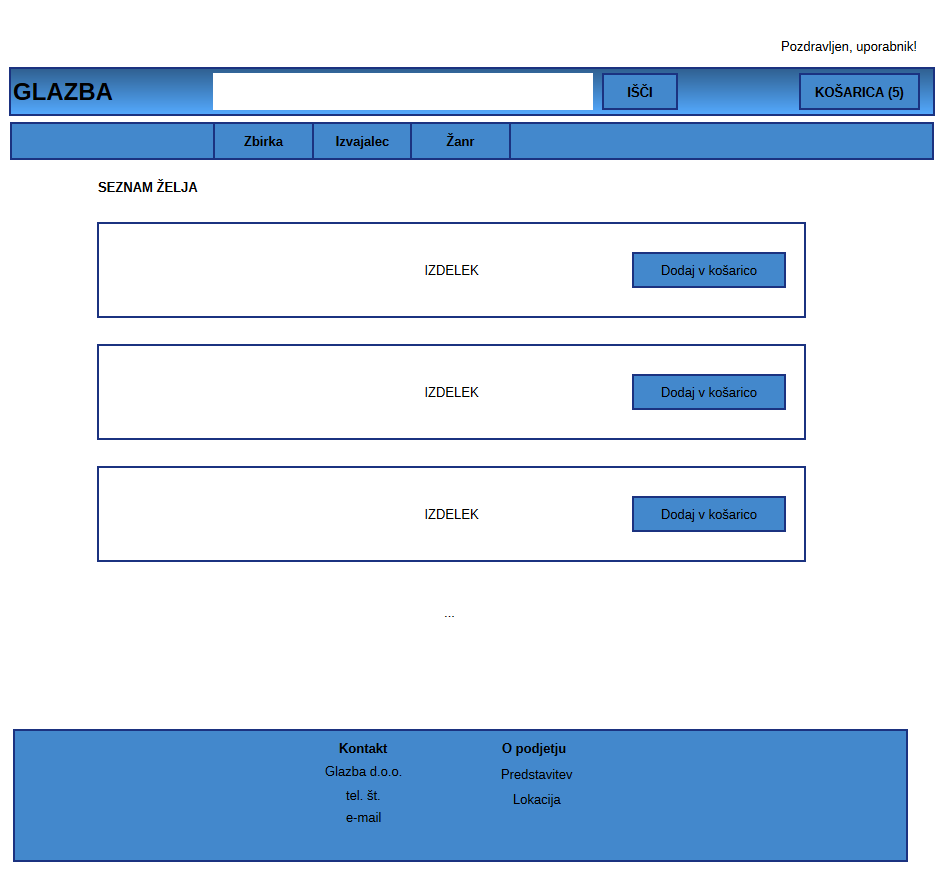 Pozdravljen, uporabnik!
GLAZBA
IŠČI
KOŠARICA (5)
Zbirka
Izvajalec
Žanr
SEZNAM ŽELJA
IZDELEK
Dodaj v košarico
IZDELEK
Dodaj v košarico
IZDELEK
Dodaj v košarico
...
Kontakt
Glazba d.o.o.
tel. št.
e-mail
O podjetju
Predstavitev
Lokacija